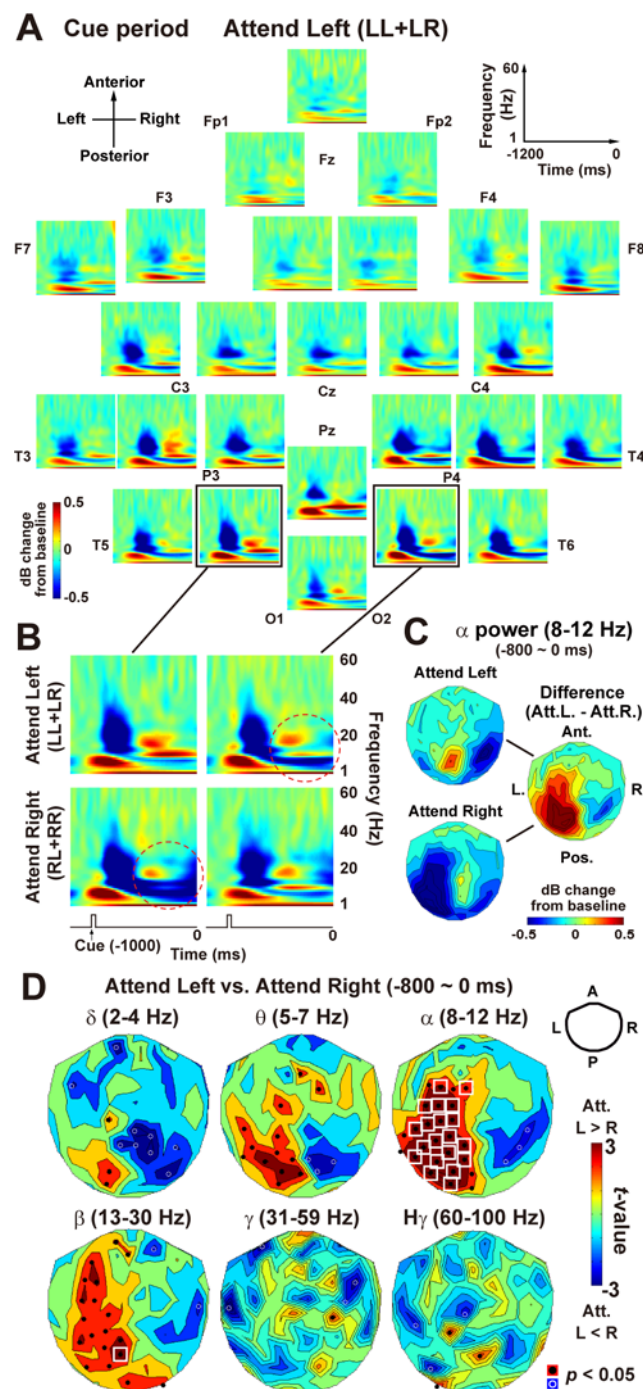 A Cue period Attend Left (LL+LR)
Anterior
Left Right
Posterior
Frequency
(Hz)
60
1
-1200 0
Time (ms)
Fp1 Fp2
Fz
F3 F4
F7 F8
C3 Cz C4
T3 Pz T4
P3 P4
dB change
from baseline
0.5
0
-0.5
T5 T6
O1 O2
B
Attend Left
(LL+LR)
60
40
20
1
Frequency (Hz)
Attend Right
(RL+RR)
60
40
20
1
Cue (-1000) 0 Time (ms) 0
C α power (8-12 Hz)
(-800 ~ 0 ms)
Attend Left
Difference
(Att.L. - Att.R.)
Ant.
L. R.
Pos.
Attend Right
dB change
from baseline
-0.5 0.5
D Attend Left vs. Attend Right (-800 ~ 0 ms)
δ (2-4 Hz) θ (5-7 Hz) α (8-12 Hz)
A
L R
P
β (13-30 Hz) γ (31-59 Hz) Hγ (60-100 Hz)
Att.
L > R
3
t-value
-3
Att.
L < R
p < 0.05